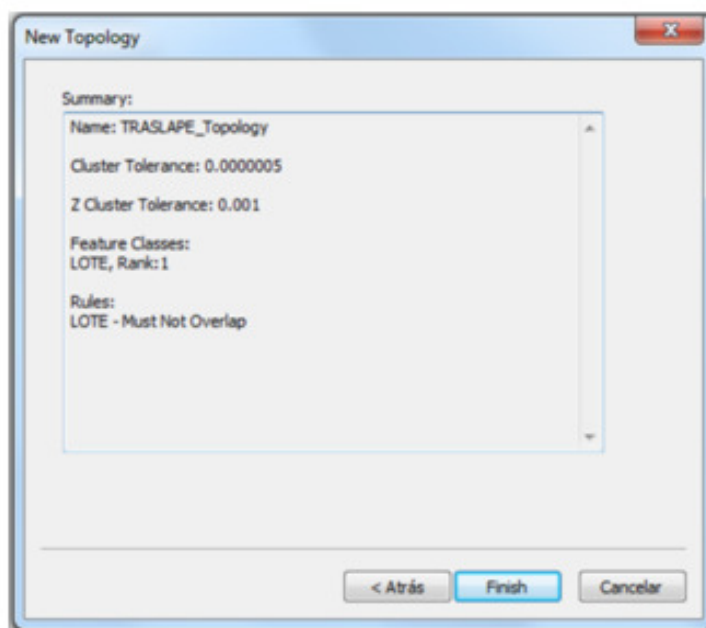 New Topology
Summary:
Name: TRASLAPE_Topology
Cluster Tolerance: 0.0000005
Z Cluster Tolerance: 0.001
Feature Classes:
LOTE, Rank:1
Rules:
LOTE - Must Not Overlap
< Atrás
Finish
Cancelar